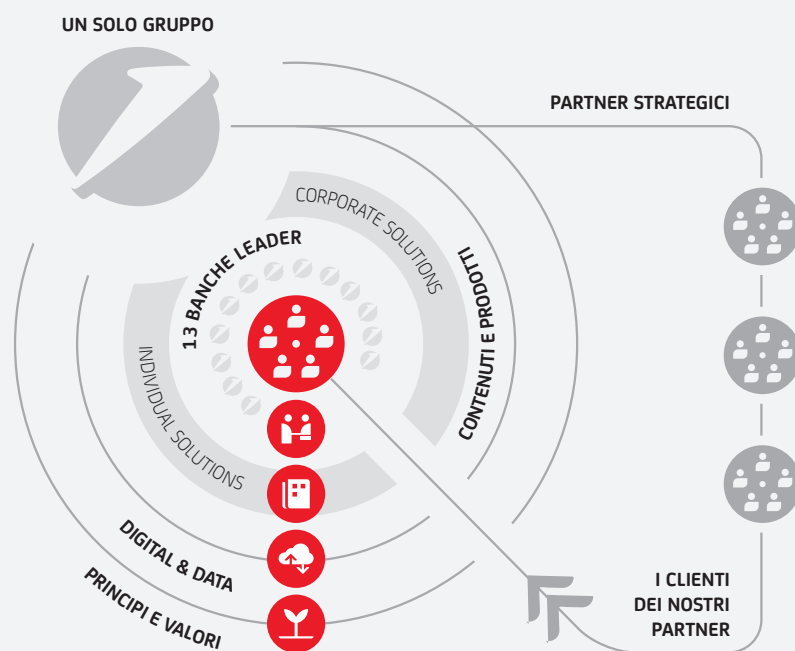 UN SOLO GRUPPO
PARTNER STRATEGICI
CORPORATE SOLUTIONS
13 BANCHE LEADER
CONTENUTI E PRODOTTI
INDIVIDUAL SOLUTIONS
DIGITAL & DATA
PRINCIPI E VALORI
I CLIENTI
DEI NOSTRI
PARTNER